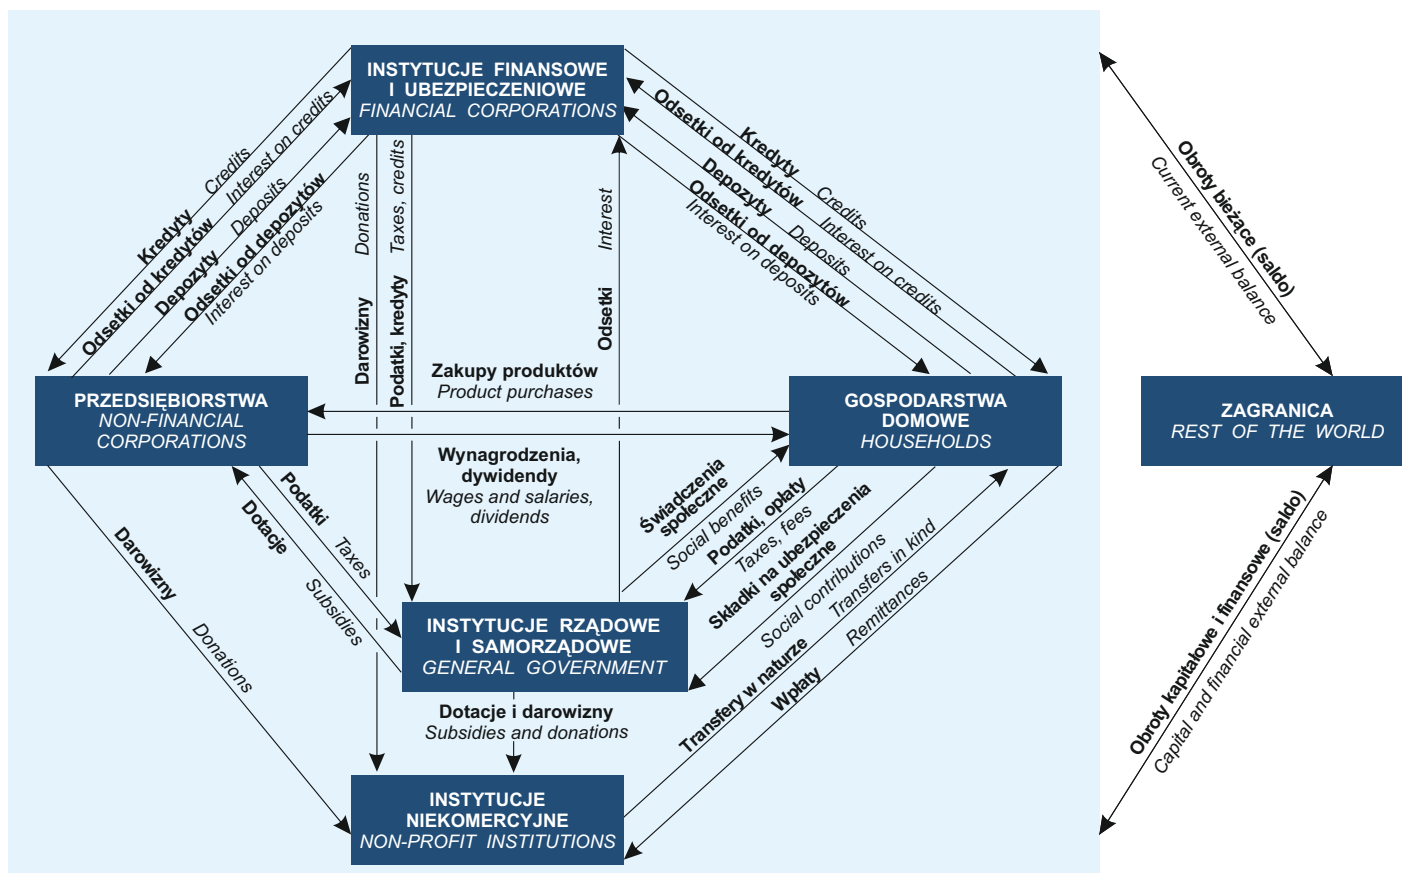 INSTYTUCJE FINANSOWE
I UBEZPIECZENIOWE
FINANCIAL CORPORATIONS
Kredyty
Credits
Odsetki od kredytów
Interest on credits
Depozyty
Deposits
Odsetki od depozytów
Interest on deposits
Darowizny
Donations
Podatki, kredyty
Taxes, credits
Odsetki
Interest
Kredyty
Credits
Odsetki od kredytów
Interest on credits
Depozyty
Deposits
Odsetki od depozytów
Interest on deposits
Obroty bieżące (saldo)
Current external balance
PRZEDSIĘBIORSTWA
NON-FINANCIAL
CORPORATIONS
Zakupy produktów
Product purchases
Wynagrodzenia,
dywidendy
Wages and salaries,
dividends
GOSPODARSTWA
DOMOWE
HOUSEHOLDS
ZAGRANICA
REST OF THE WORLD
Darowizny
Donations
Dotacje
Subsidies
Podatki
Taxes
Świadczenia
społeczne
Social benefits
Podatki, opłaty
Taxes, fees
Składki na ubezpieczenia
społeczne
Social contributions
Transfery w naturze
Transfers in kind
Wpłaty
Remittances
Obroty kapitałowe i finansowe (saldo)
Capital and financial external balance
INSTYTUCJE RZĄDOWE
I SAMORZĄDOWE
GENERAL GOVERNMENT
Dotacje i darowizny
Subsidies and donations
INSTYTUCJE
NIEKOMERCYJNE
NON-PROFIT INSTITUTIONS